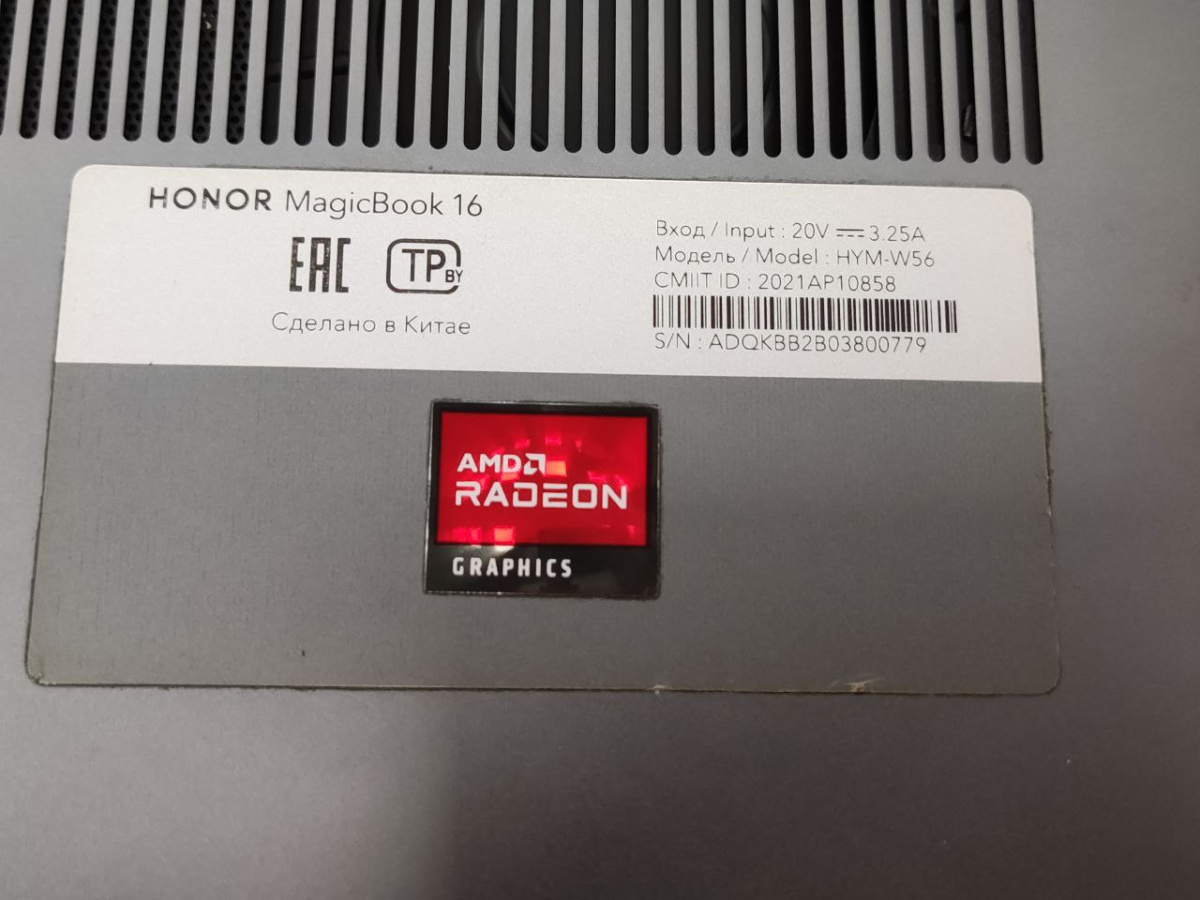 HONOR MagicBook 16
EAC
TP BY
Сделано в Китае
Вход / Input : 20V ⎓ 3.25A
Модель / Model : HYM-W56
CMIIT ID : 2021AP10858
S/N : ADQKBB2B03800779
AMD
RADEON
GRAPHICS